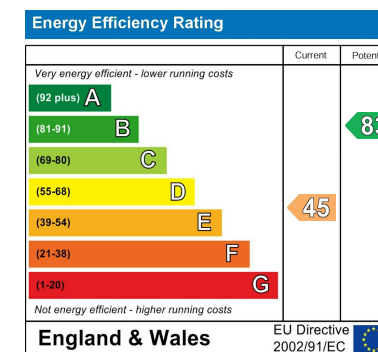 Energy Efficiency Rating
Current
Very energy efficient - lower running costs
(92 plus) A
(81-91) B
(69-80) C
(55-68) D
(39-54) E
45
(21-38) F
(1-20) G
Not energy efficient - higher running costs
England & Wales
EU Directive
2002/91/EC